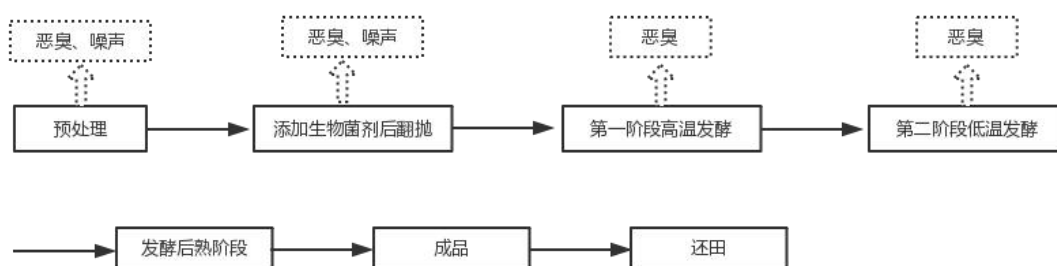 恶臭、噪声
恶臭、噪声
恶臭
恶臭
预处理
添加生物菌剂后翻抛
第一阶段高温发酵
第二阶段低温发酵
发酵后熟阶段
成品
还田